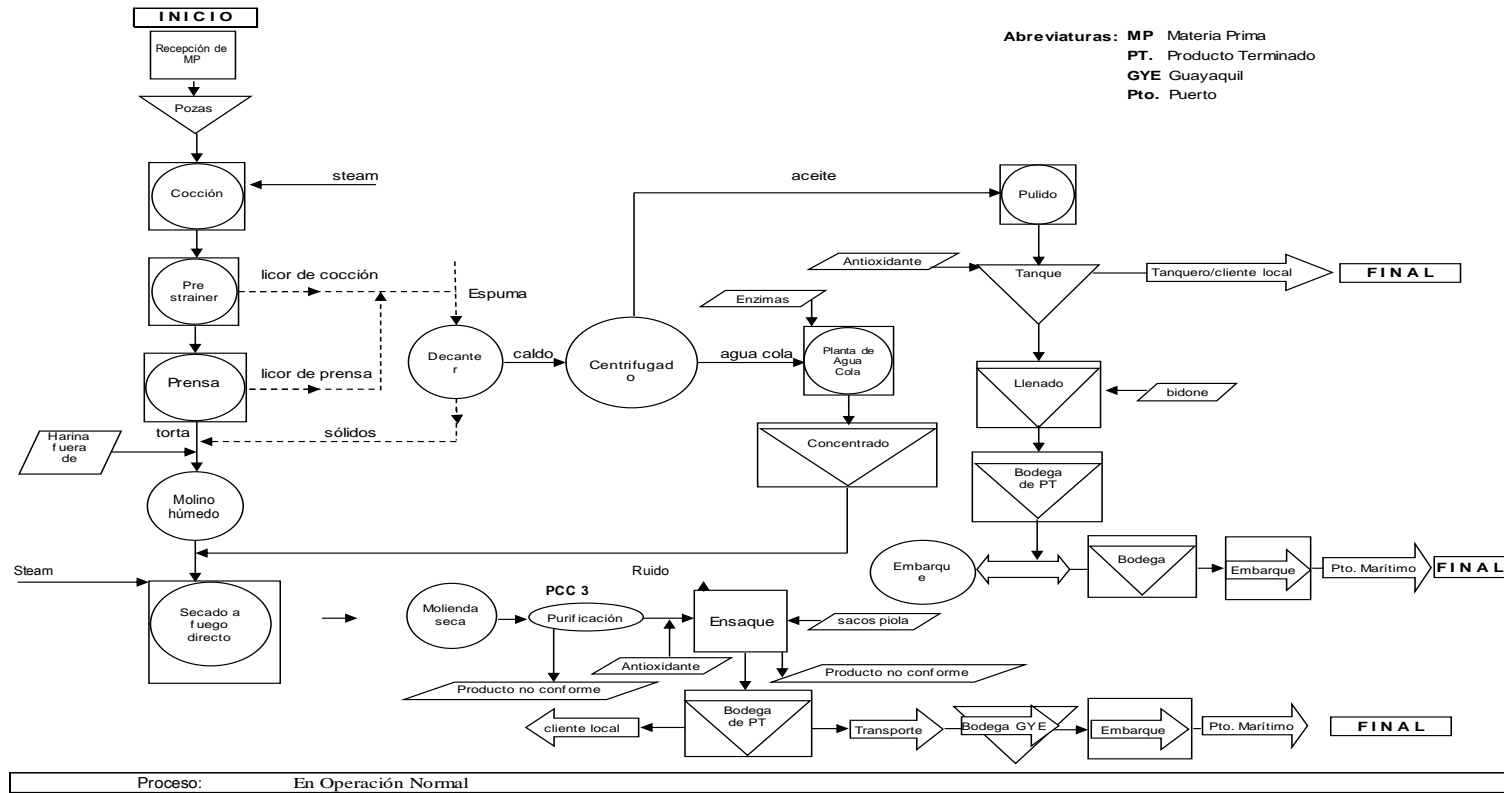 INICIO
Recepción de
MP
Pozas
Cocción
steam
Pre
strainer
licor de cocción
Espuma
Prensa
licor de prensa
torta
sólidos
Harina
fuera
de
Molino
húmedo
Steam
Secado a
fuego
directo
Decante
r
caldo
Centrifugad
o
aceite
agua cola
Enzimas
Planta de
Agua
Cola
Concentrado
Abreviaturas: MP Materia Prima
PT. Producto Terminado
GYE Guayaquil
Pto. Puerto
Pulido
Antioxidante
Tanque
Tanquero/cliente local
FINAL
Llenado
bidone
Bodega
de PT
Embarqu
e
Bodega
Embarque
Pto. Marítimo
FINAL
Molienda
seca
PCC 3
Purificación
Ruido
Ensaque
sacos piola
Antioxidante
Producto no conforme
Producto no conforme
cliente local
Bodega
de PT
Transporte
Bodega GYE
Embarque
Pto. Marítimo
FINAL
Proceso: En Operación Normal